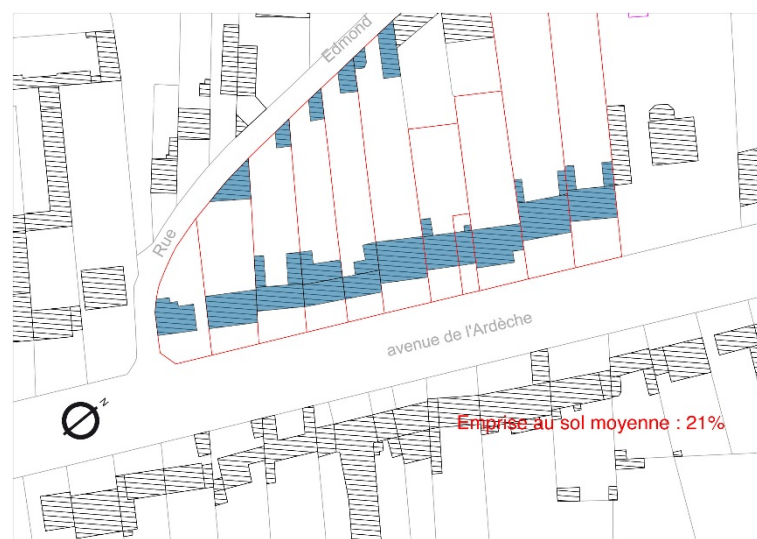 Edmond
Rue
avenue de l'Ardèche
N
Emprise au sol moyenne : 21%